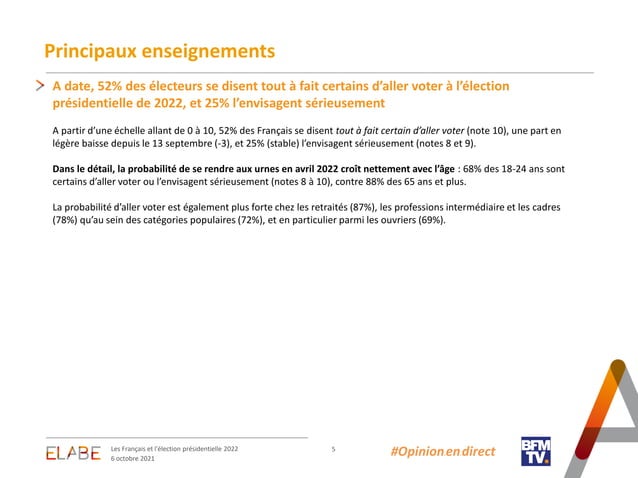 Principaux enseignements
A date, 52% des électeurs se disent tout à fait certains d’aller voter à l’élection
présidentielle de 2022, et 25% l’envisagent sérieusement
A partir d’une échelle allant de 0 à 10, 52% des Français se disent tout à fait certain d’aller voter (note 10), une part en
légère baisse depuis le 13 septembre (-3), et 25% (stable) l’envisagent sérieusement (notes 8 et 9).
Dans le détail, la probabilité de se rendre aux urnes en avril 2022 croît nettement avec l’âge : 68% des 18-24 ans sont
certains d’aller voter ou l’envisagent sérieusement (notes 8 à 10), contre 88% des 65 ans et plus.
La probabilité d’aller voter est également plus forte chez les retraités (87%), les professions intermédiaire et les cadres
(78%) qu’au sein des catégories populaires (72%), et en particulier parmi les ouvriers (69%).
ELABE
Les Français et l’élection présidentielle 2022
6 octobre 2021
5
#Opinionendirect
BFM
TV.